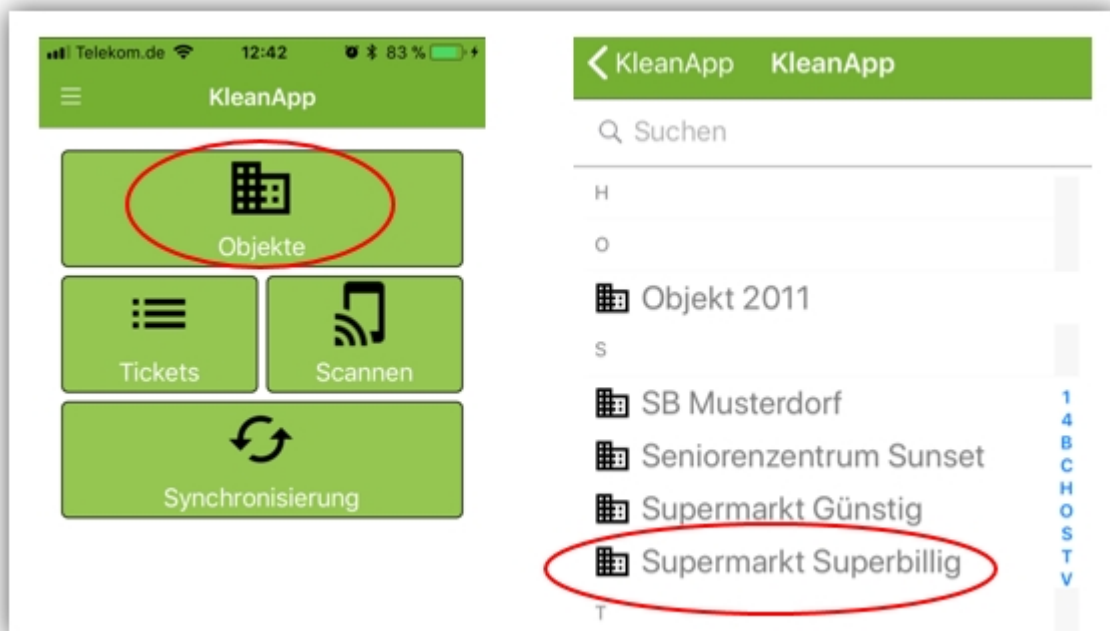 Telekom.de 12:42 83 %
KleanApp
Objekte
Tickets Scannen
Synchronisierung
KleanApp KleanApp
Suchen
H
O
Objekt 2011
S
SB Musterdorf
Seniorenzentrum Sunset
Supermarkt Günstig
Supermarkt Superbillig
T
1
4
B
C
H
O
S
T
V